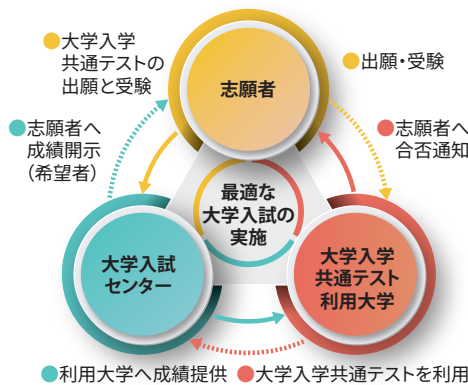 ●大学入学
共通テストの
出願と受験
志願者
●出願・受験
●志願者へ
成績開示
（希望者）
●志願者へ
合否通知
最適な
大学入試の
実施
大学入試
センター
大学入学
共通テスト
利用大学
●利用大学へ成績提供 ●大学入学共通テストを利用